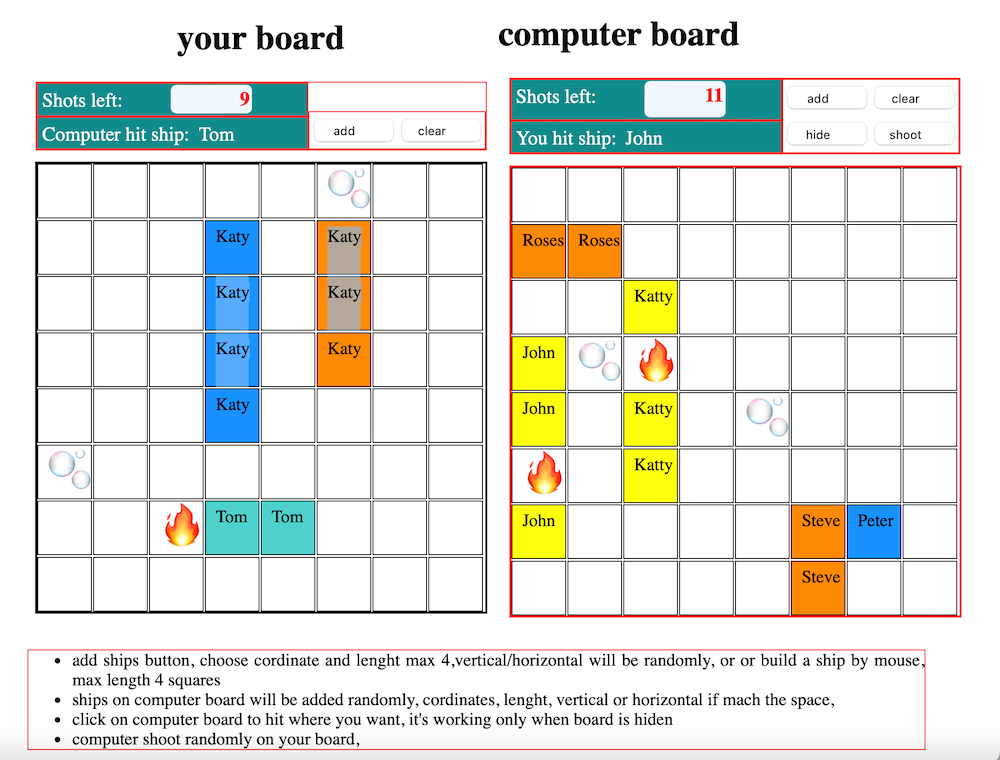 your board
computer board
Shots left: 9
Computer hit ship: Tom
add clear
Shots left: 11
You hit ship: John
add clear
hide shoot
Katy Katy
Katy Katy
Katy Katy
Katy
Tom Tom
Roses Roses
Katty
John
John Katty
Katty
John Steve Peter
Steve
add ships button, choose cordinate and lenght max 4,vertical/horizontal will be randomly, or or build a ship by mouse,
max length 4 squares
ships on computer board will be added randomly, cordinates, lenght, vertical or horizontal if mach the space,
click on computer board to hit where you want, it's working only when board is hiden
computer shoot randomly on your board,